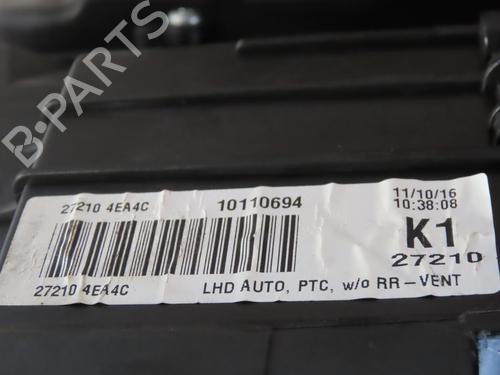 B-PARTS
27210 4EA4C 10110694 11/10/16
10:38:08
K1
27210
27210 4EA4C LHD AUTO, PTC, w/o RR-VENT